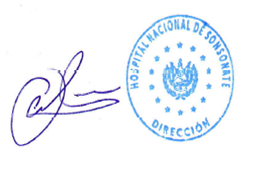 HOSPITAL NACIONAL DE SONSONATE
DIRECCIÓN